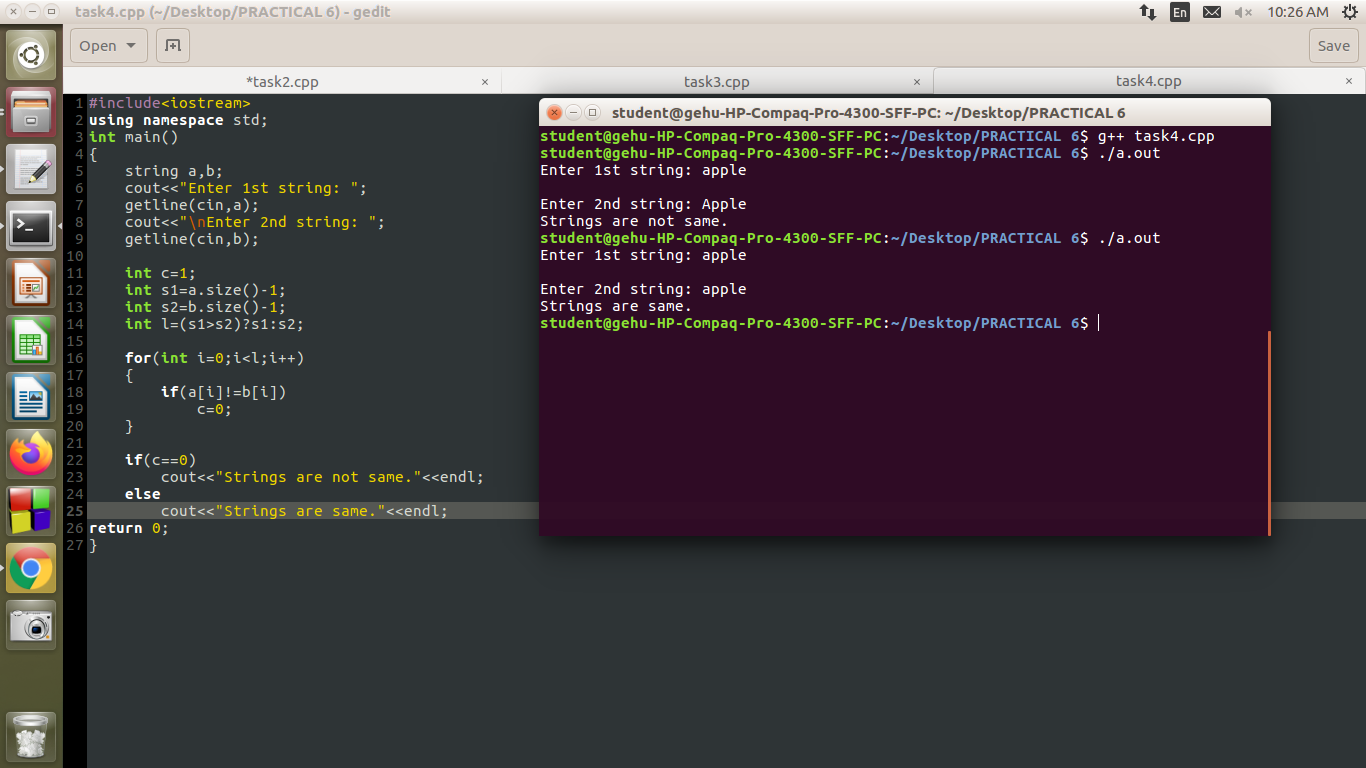 task4.cpp (~/Desktop/PRACTICAL 6) - gedit
En
10:26 AM
Open
Save
*task2.cpp
×
task3.cpp
×
task4.cpp
×
1 #include<iostream>
2 using namespace std;
3 int main()
4 {
5     string a,b;
6     cout<<"Enter 1st string: ";
7     getline(cin,a);
8     cout<<"\nEnter 2nd string: ";
9     getline(cin,b);
10
11     int c=1;
12     int s1=a.size()-1;
13     int s2=b.size()-1;
14     int l=(s1>s2)?s1:s2;
15
16     for(int i=0;i<l;i++)
17     {
18         if(a[i]!=b[i])
19             c=0;
20     }
21
22     if(c==0)
23         cout<<"Strings are not same."<<endl;
24     else
25         cout<<"Strings are same."<<endl;
26 return 0;
27 }
student@gehu-HP-Compaq-Pro-4300-SFF-PC: ~/Desktop/PRACTICAL 6
student@gehu-HP-Compaq-Pro-4300-SFF-PC:~/Desktop/PRACTICAL 6$ g++ task4.cpp
student@gehu-HP-Compaq-Pro-4300-SFF-PC:~/Desktop/PRACTICAL 6$ ./a.out
Enter 1st string: apple
Enter 2nd string: Apple
Strings are not same.
student@gehu-HP-Compaq-Pro-4300-SFF-PC:~/Desktop/PRACTICAL 6$ ./a.out
Enter 1st string: apple
Enter 2nd string: apple
Strings are same.
student@gehu-HP-Compaq-Pro-4300-SFF-PC:~/Desktop/PRACTICAL 6$